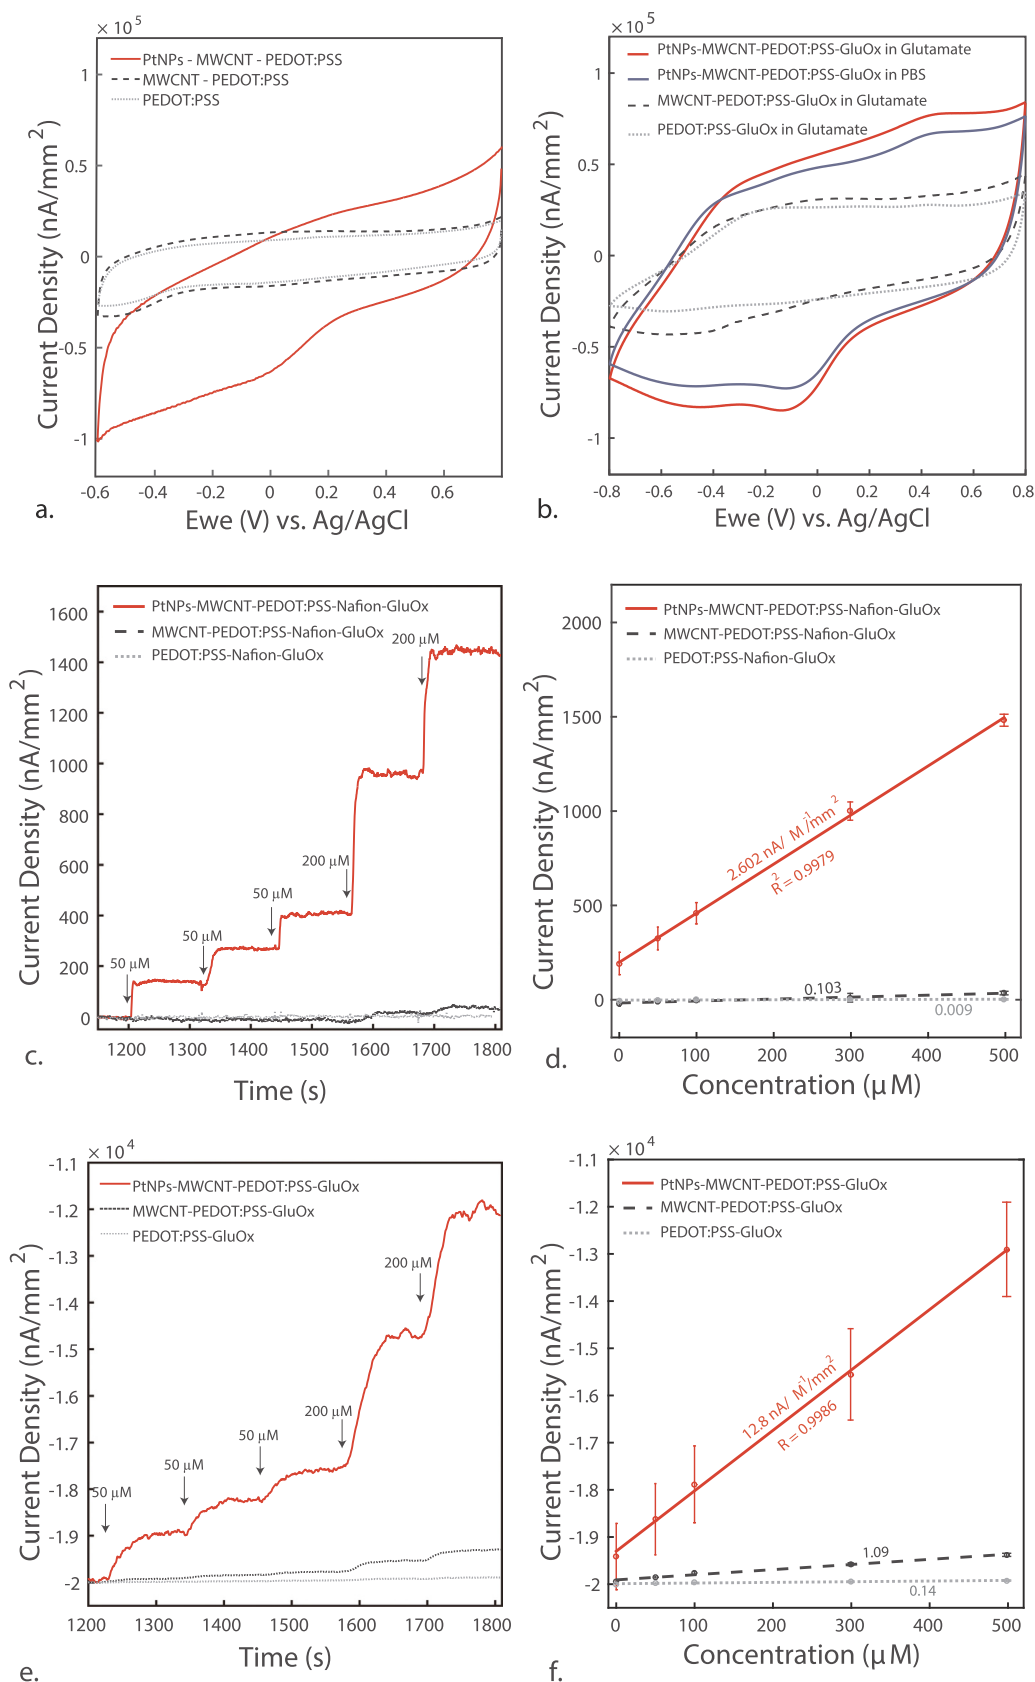 × 10⁵
PtNPs - MWCNT - PEDOT:PSS
MWCNT - PEDOT:PSS
PEDOT:PSS
1
0.5
0
-0.5
-1
Current Density (nA/mm²)
-0.6 -0.4 -0.2 0 0.2 0.4 0.6
Ewe (V) vs. Ag/AgCl
a.
× 10⁵
PtNPs-MWCNT-PEDOT:PSS-GluOx in Glutamate
PtNPs-MWCNT-PEDOT:PSS-GluOx in PBS
MWCNT-PEDOT:PSS-GluOx in Glutamate
PEDOT:PSS-GluOx in Glutamate
1
0.5
0
-0.5
-1
Current Density (nA/mm²)
-0.8 -0.6 -0.4 -0.2 0 0.2 0.4 0.6 0.8
Ewe (V) vs. Ag/AgCl
b.
PtNPs-MWCNT-PEDOT:PSS-Nafion-GluOx
MWCNT-PEDOT:PSS-Nafion-GluOx
PEDOT:PSS-Nafion-GluOx
1600
1400
1200
1000
800
600
400
200
0
Current Density (nA/mm²)
50 µM
50 µM
50 µM
200 µM
200 µM
1200 1300 1400 1500 1600 1700 1800
Time (s)
c.
PtNPs-MWCNT-PEDOT:PSS-Nafion-GluOx
MWCNT-PEDOT:PSS-Nafion-GluOx
PEDOT:PSS-Nafion-GluOx
2000
1500
1000
500
0
Current Density (nA/mm²)
2.602 nA/ M⁻¹/mm²
R² = 0.9979
0.103
0.009
0 100 200 300 400 500
Concentration (µM)
d.
× 10⁴
PtNPs-MWCNT-PEDOT:PSS-GluOx
MWCNT-PEDOT:PSS-GluOx
PEDOT:PSS-GluOx
-1.1
-1.2
-1.3
-1.4
-1.5
-1.6
-1.7
-1.8
-1.9
-2
Current Density (nA/mm²)
50 µM
50 µM
50 µM
200 µM
200 µM
1200 1300 1400 1500 1600 1700 1800
Time (s)
e.
× 10⁴
PtNPs-MWCNT-PEDOT:PSS-GluOx
MWCNT-PEDOT:PSS-GluOx
PEDOT:PSS-GluOx
-1.1
-1.2
-1.3
-1.4
-1.5
-1.6
-1.7
-1.8
-1.9
-2
Current Density (nA/mm²)
12.8 nA/ M⁻¹/mm²
R = 0.9986
1.09
0.14
0 100 200 300 400 500
Concentration (µM)
f.